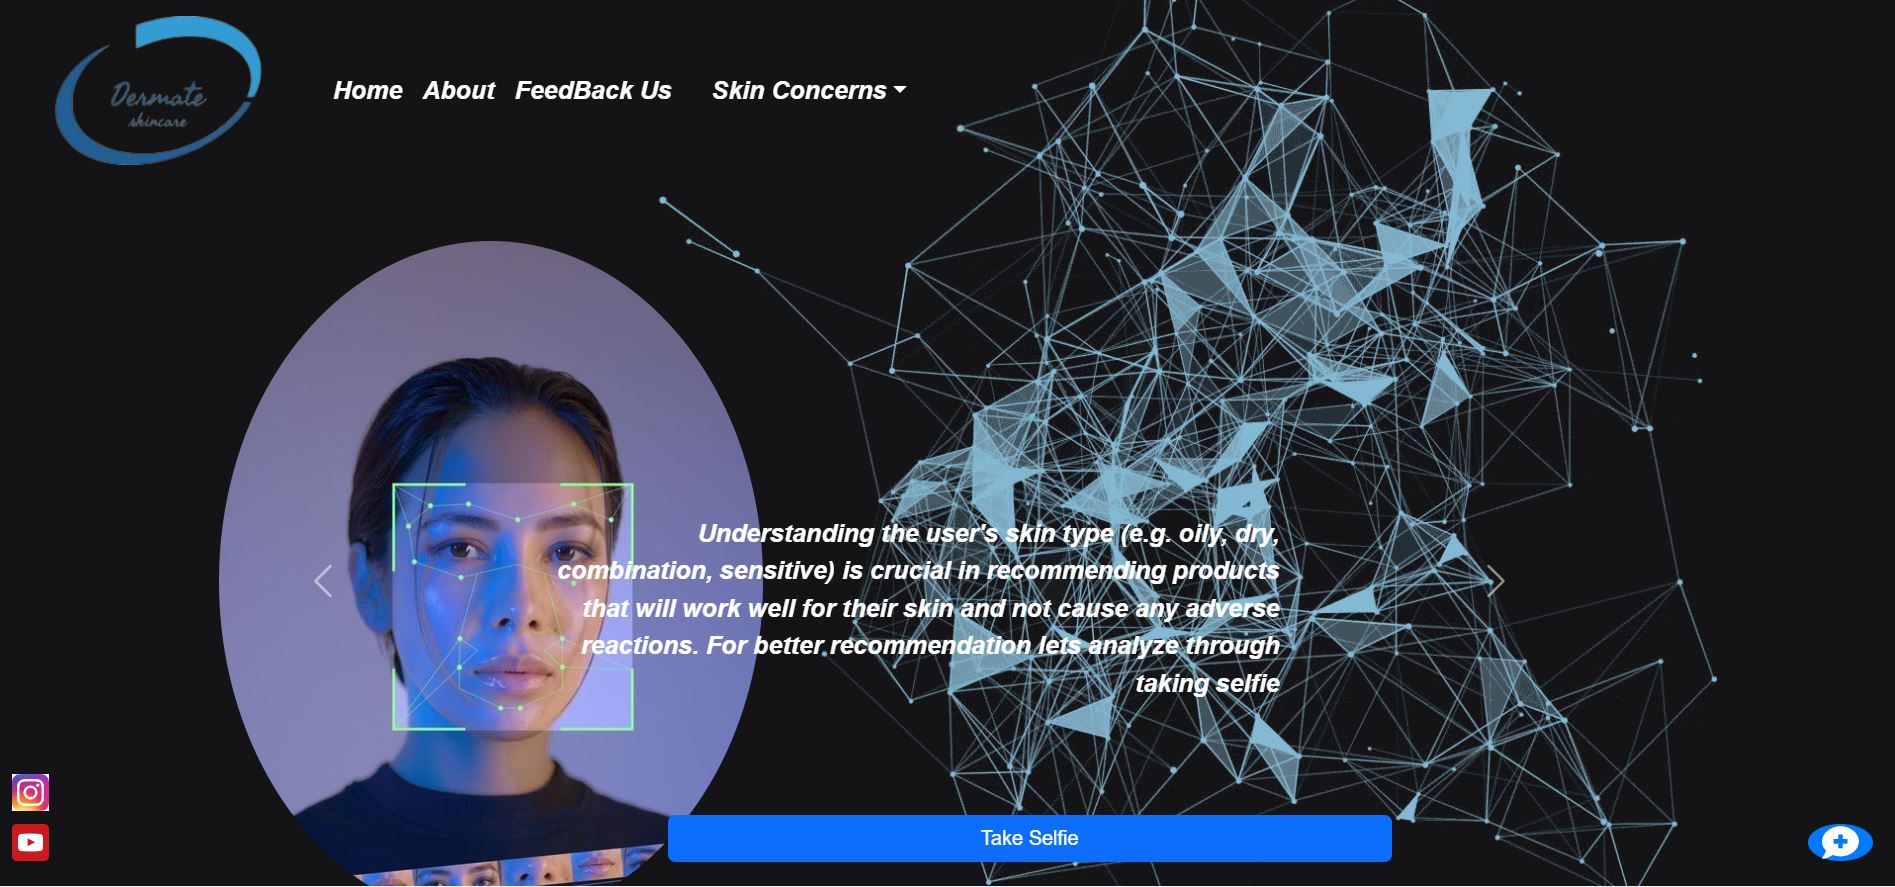 Dermate
skincare
Home About FeedBack Us Skin Concerns
Understanding the user's skin type (e.g. oily, dry,
combination, sensitive) is crucial in recommending products
that will work well for their skin and not cause any adverse
reactions. For better recommendation lets analyze through
taking selfie
Take Selfie